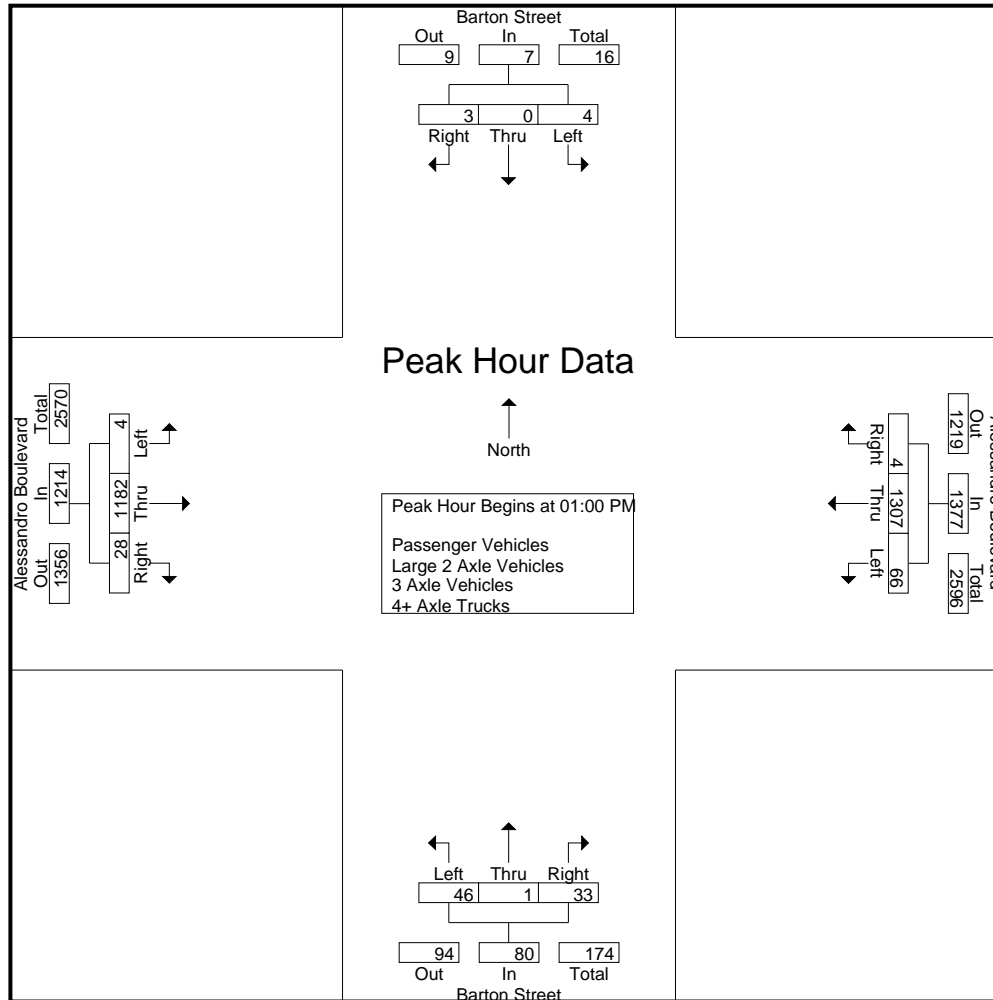 Barton Street
Out In Total
9 7 16
3 0 4
Right Thru Left
Peak Hour Data
North
Peak Hour Begins at 01:00 PM
Passenger Vehicles
Large 2 Axle Vehicles
3 Axle Vehicles
4+ Axle Trucks
Alessandro Boulevard
Out In Total
1356 1214 2570
Left Thru Right
4 1182 28
Right Thru Left
4 1307 66
Out In Total
1219 1377 2596
Left Thru Right
46 1 33
94 80 174
Out In Total
Barton Street